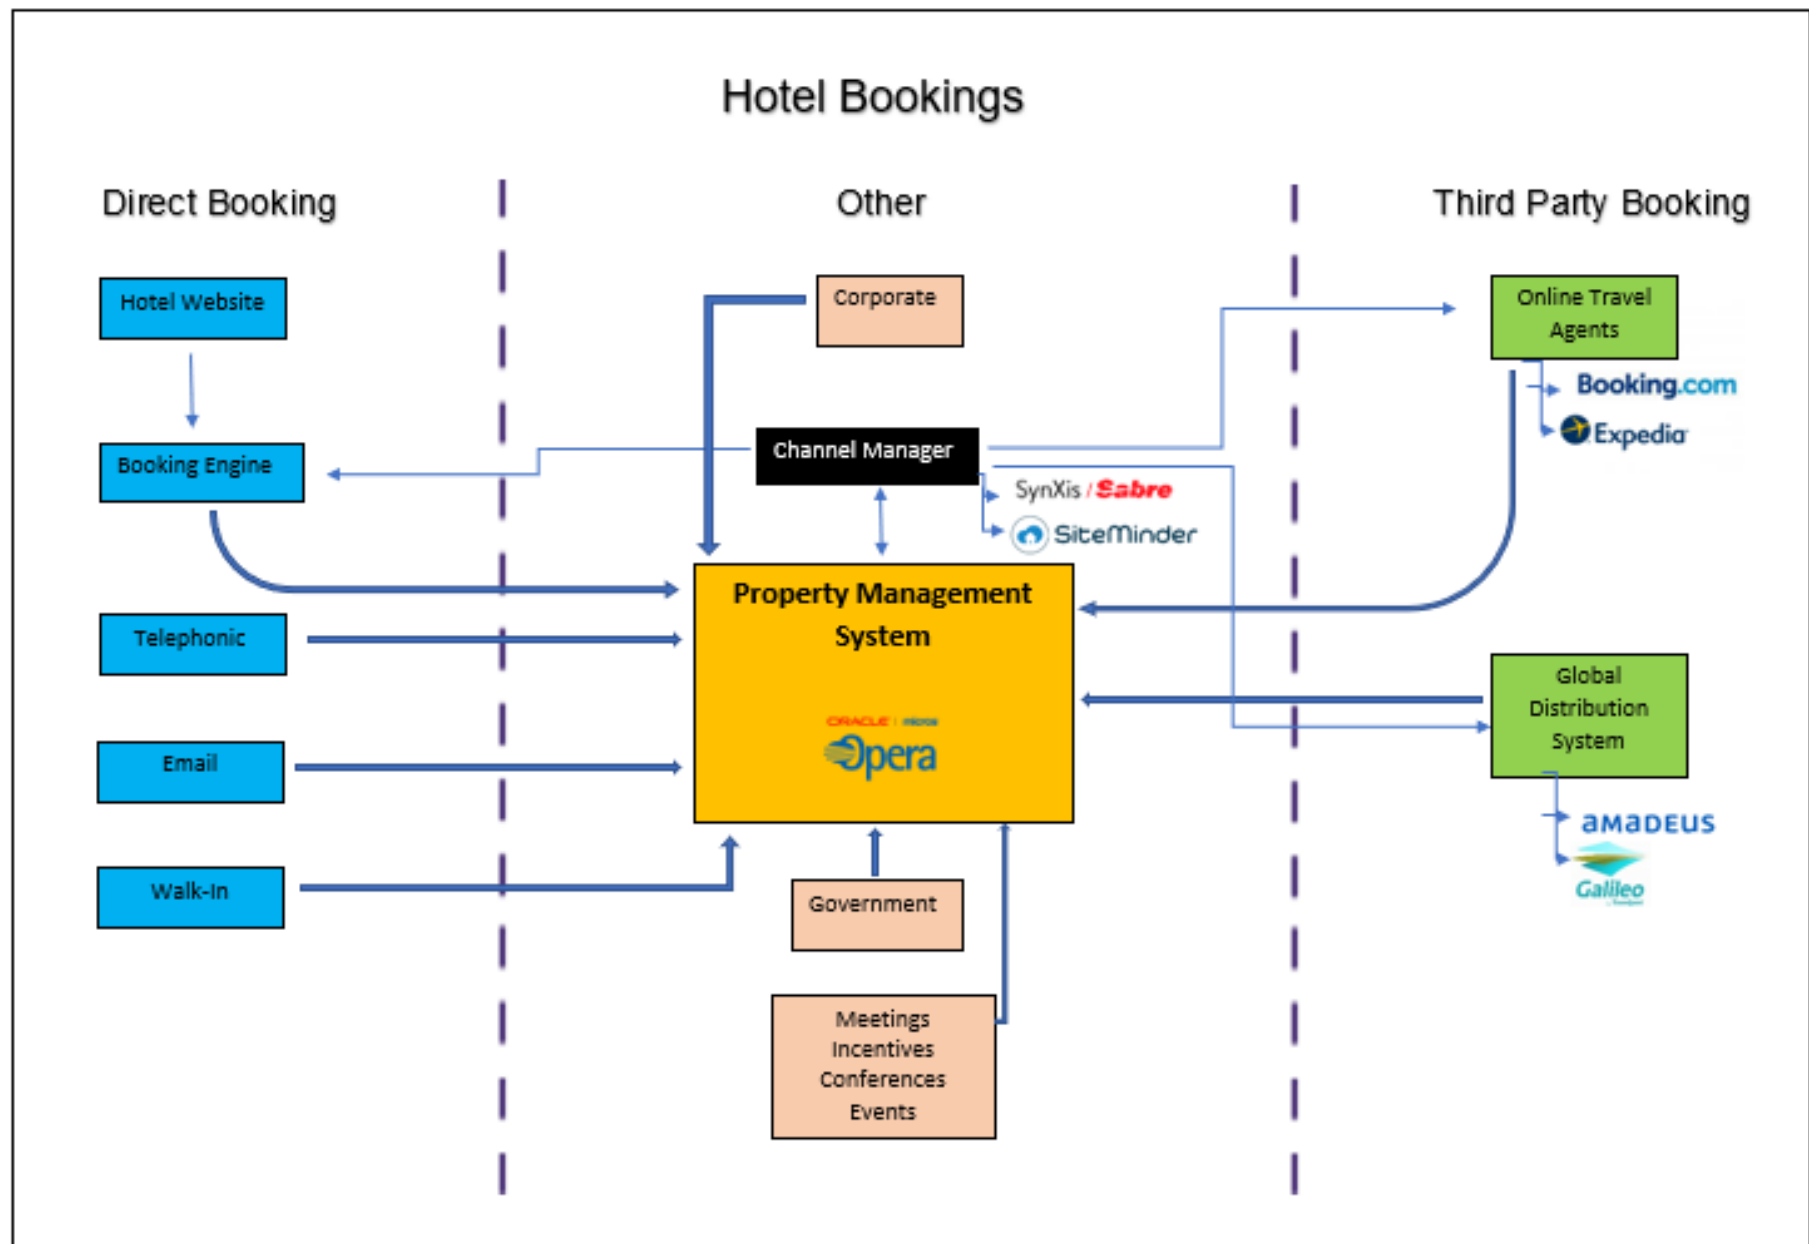 Hotel Bookings
Direct Booking
Other
Third Party Booking
Hotel Website
Corporate
Online Travel
Agents
Booking.com
Expedia
Booking Engine
Channel Manager
SynXis / Sabre
SiteMinder
Property Management
System
ORACLE | micros
Opera
Telephonic
Email
Walk-In
Global
Distribution
System
amadeus
Galileo
Government
Meetings
Incentives
Conferences
Events